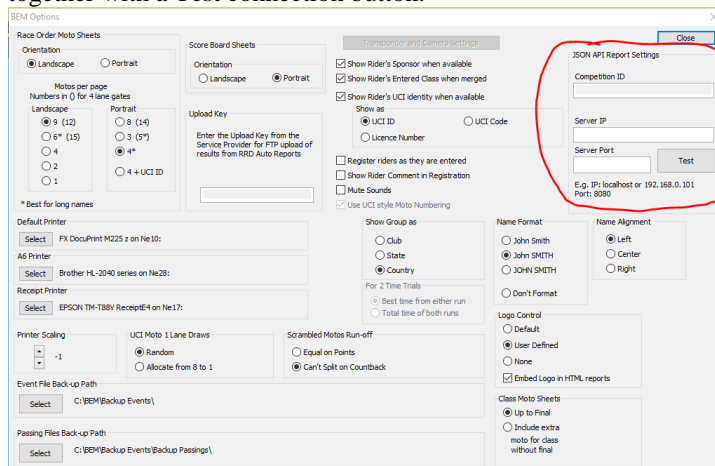 together with a Test connection button.
BEM Options
Close
Race Order Moto Sheets
Orientation
Landscape Portrait
Motos per page
Numbers in () for 4 lane gates
Landscape Portrait
9 (12) 8 (14)
6* (15) 3 (5*)
4 4*
2 4 + UCI ID
1
* Best for long names
Score Board Sheets
Orientation
Landscape Portrait
Upload Key
Enter the Upload Key from the
Service Provider for FTP upload of
results from RRD Auto Reports
Transponder and Camera Settings
Show Rider's Sponsor when available
Show Rider's Entered Class when merged
Show Rider's UCI identity when available
Show as
UCI ID UCI Code
Licence Number
Register riders as they are entered
Show Rider Comment in Registration
Mute Sounds
Use UCI style Moto Numbering
JSON API Report Settings
Competition ID
Server IP
Server Port
Test
E.g. IP: localhost or 192.168.0.101
Port: 8080
Default Printer
Select FX DocuPrint M225 z on Ne10:
A6 Printer
Select Brother HL-2040 series on Ne28:
Receipt Printer
Select EPSON TM-T88V ReceiptE4 on Ne17:
Show Group as
Club
State
Country
For 2 Time Trials
Best time from either run
Total time of both runs
Name Format
John Smith
John SMITH
JOHN SMITH
Don't Format
Name Alignment
Left
Center
Right
Printer Scaling
-1
UCI Moto 1 Lane Draws
Random
Allocate from 8 to 1
Scrambled Motos Run-off
Equal on Points
Can't Split on Countback
Logo Control
Default
User Defined
None
Embed Logo in HTML reports
Event File Back-up Path
Select C:\BEM\Backup Events\
Passing Files Back-up Path
Select C:\BEM\Backup Events\Backup Passings\
Class Moto Sheets
Up to Final
Include extra
moto for class
without final